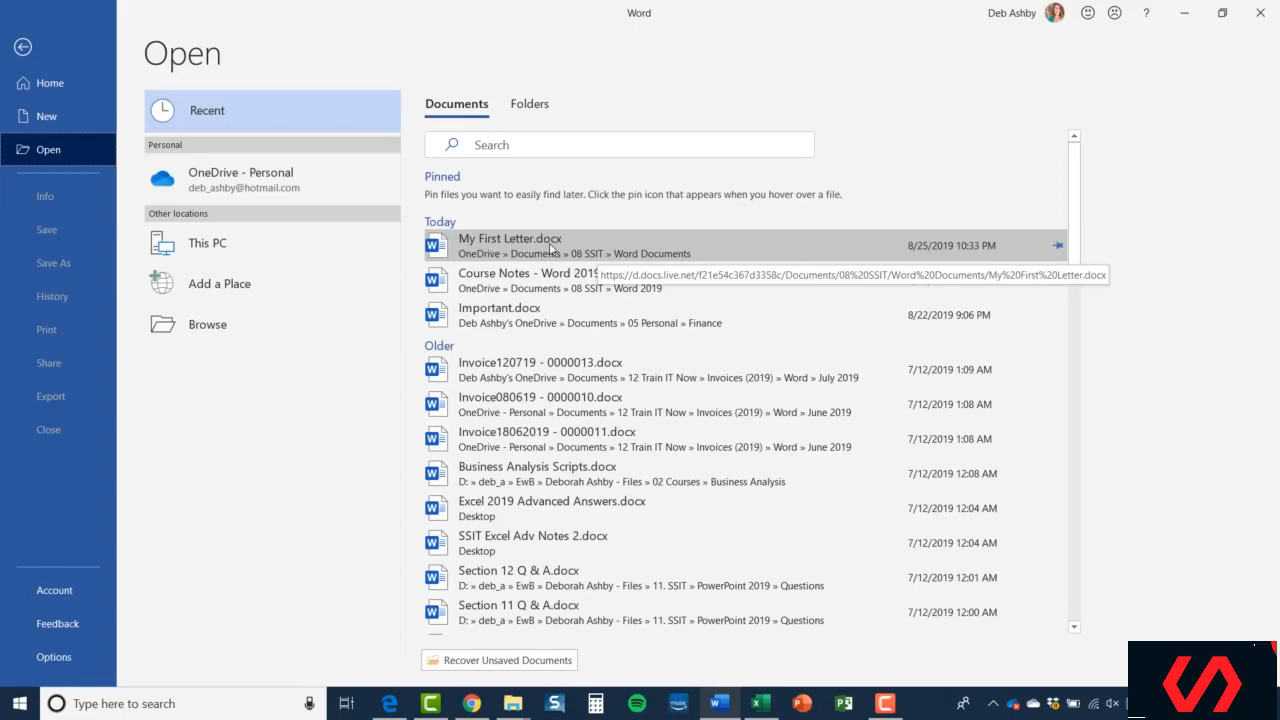 Word
Deb Ashby
?
Open
Home
New
Open
Info
Save
Save As
History
Print
Share
Export
Close
Account
Feedback
Options
Recent
Personal
OneDrive - Personal
deb_ashby@hotmail.com
Other locations
This PC
Add a Place
Browse
Documents Folders
Search
Pinned
Pin files you want to easily find later. Click the pin icon that appears when you hover over a file.
Today
My First Letter.docx
OneDrive » Documents » 08 SSIT » Word Documents
8/25/2019 10:33 PM
Course Notes - Word 2019
OneDrive » Documents » 08 SSIT » Word 2019
https://d.docs.live.net/f21e54c367d3358c/Documents/08%20SSIT/Word%20Documents/My%20First%20Letter.docx
Important.docx
Deb Ashby's OneDrive » Documents » 05 Personal » Finance
8/22/2019 9:06 PM
Older
Invoice120719 - 0000013.docx
Deb Ashby's OneDrive » Documents » 12 Train IT Now » Invoices (2019) » Word » July 2019
7/12/2019 1:09 AM
Invoice080619 - 0000010.docx
OneDrive - Personal » Documents » 12 Train IT Now » Invoices (2019) » Word » June 2019
7/12/2019 1:08 AM
Invoice18062019 - 0000011.docx
OneDrive - Personal » Documents » 12 Train IT Now » Invoices (2019) » Word » June 2019
7/12/2019 1:08 AM
Business Analysis Scripts.docx
D: » deb_a » EwB » Deborah Ashby - Files » 02 Courses » Business Analysis
7/12/2019 12:08 AM
Excel 2019 Advanced Answers.docx
Desktop
7/12/2019 12:04 AM
SSIT Excel Adv Notes 2.docx
Desktop
7/12/2019 12:04 AM
Section 12 Q & A.docx
D: » deb_a » EwB » Deborah Ashby - Files » 11. SSIT » PowerPoint 2019 » Questions
7/12/2019 12:01 AM
Section 11 Q & A.docx
D: » deb_a » EwB » Deborah Ashby - Files » 11. SSIT » PowerPoint 2019 » Questions
7/12/2019 12:00 AM
Recover Unsaved Documents
Type here to search
music